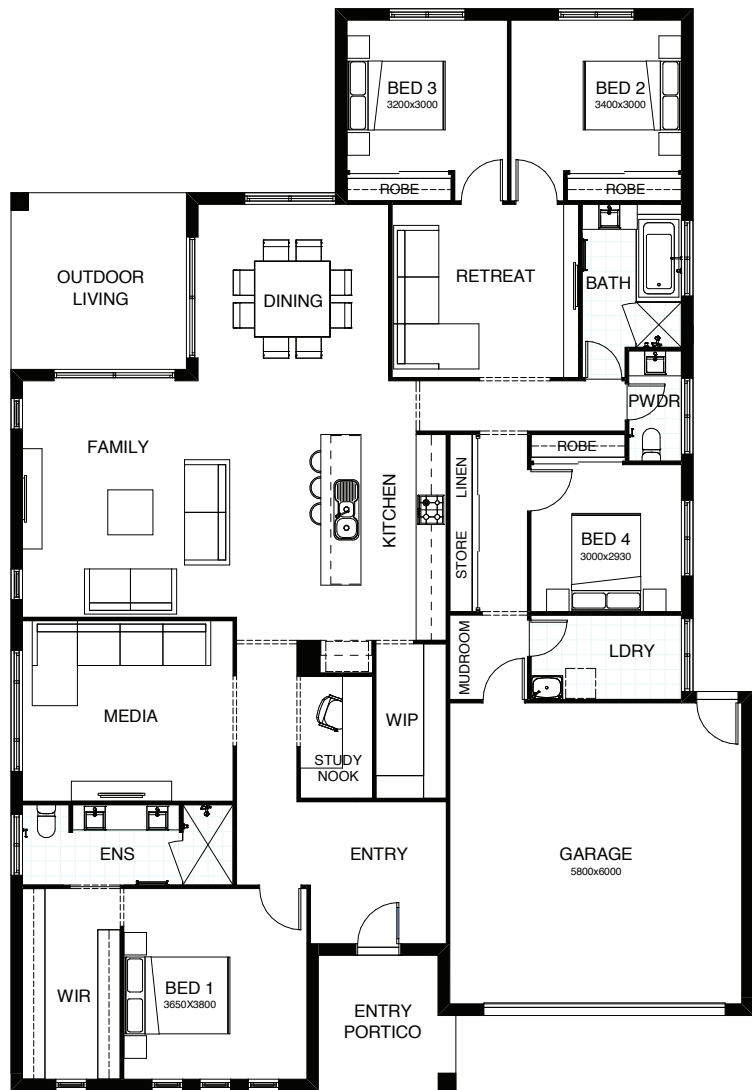 BED 3
3200x3000
BED 2
3400x3000
ROBE
ROBE
OUTDOOR
LIVING
DINING
RETREAT
BATH
PWDR
FAMILY
KITCHEN
LINEN
STORE
ROBE
BED 4
3000x2930
MUDROOM
LDRY
MEDIA
STUDY
NOOK
WIP
ENS
ENTRY
GARAGE
5800x6000
WIR
BED 1
3650X3800
ENTRY
PORTICO